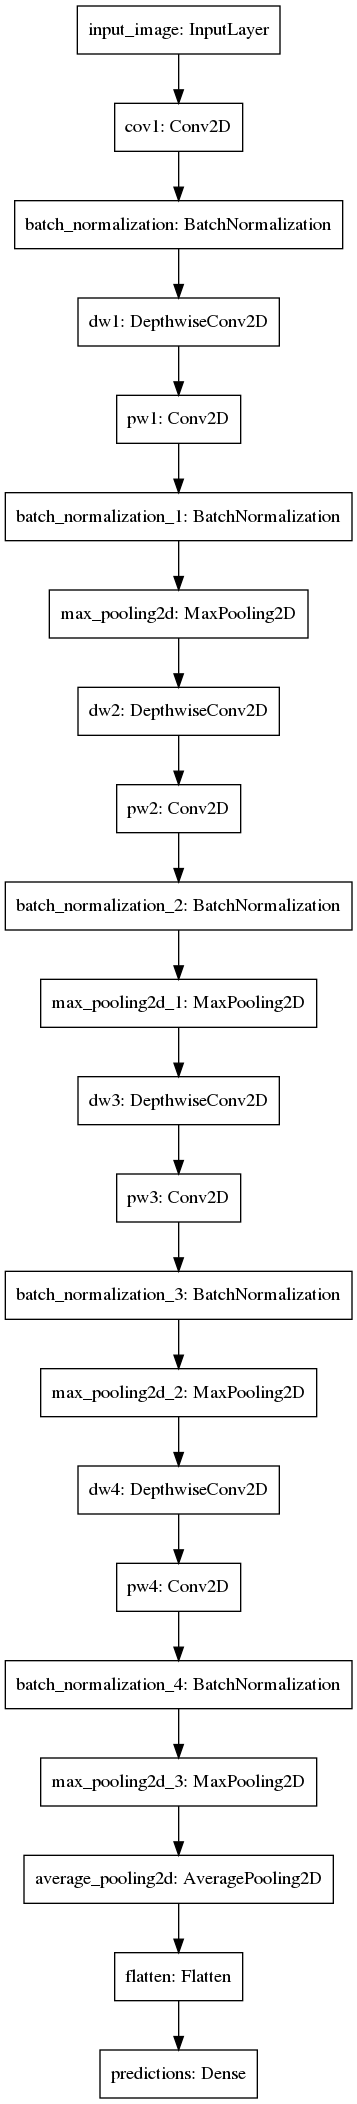 input_image: InputLayer
cov1: Conv2D
batch_normalization: BatchNormalization
dw1: DepthwiseConv2D
pw1: Conv2D
batch_normalization_1: BatchNormalization
max_pooling2d: MaxPooling2D
dw2: DepthwiseConv2D
pw2: Conv2D
batch_normalization_2: BatchNormalization
max_pooling2d_1: MaxPooling2D
dw3: DepthwiseConv2D
pw3: Conv2D
batch_normalization_3: BatchNormalization
max_pooling2d_2: MaxPooling2D
dw4: DepthwiseConv2D
pw4: Conv2D
batch_normalization_4: BatchNormalization
max_pooling2d_3: MaxPooling2D
average_pooling2d: AveragePooling2D
flatten: Flatten
predictions: Dense